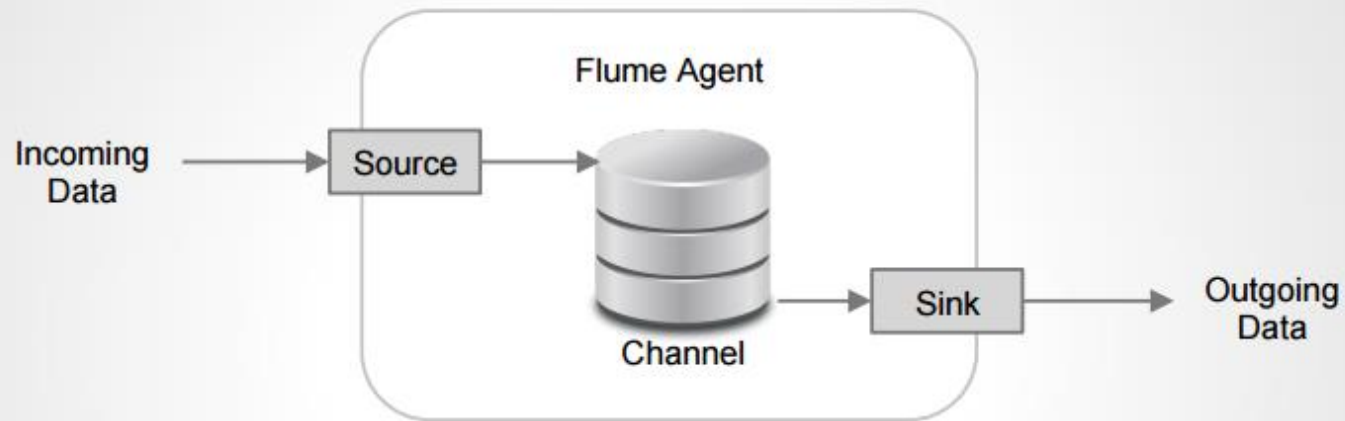 Flume Agent
Incoming
Data
Source
Channel
Sink
Outgoing
Data